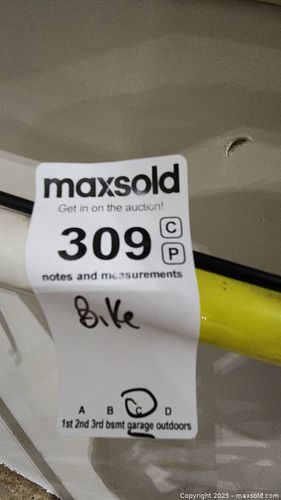 maxsold
Get in on the auction!
309 C
P
notes and measurements
Bike
A B C D
1st 2nd 3rd bsmt garage outdoors
Copyright © 2025 - maxsold.com